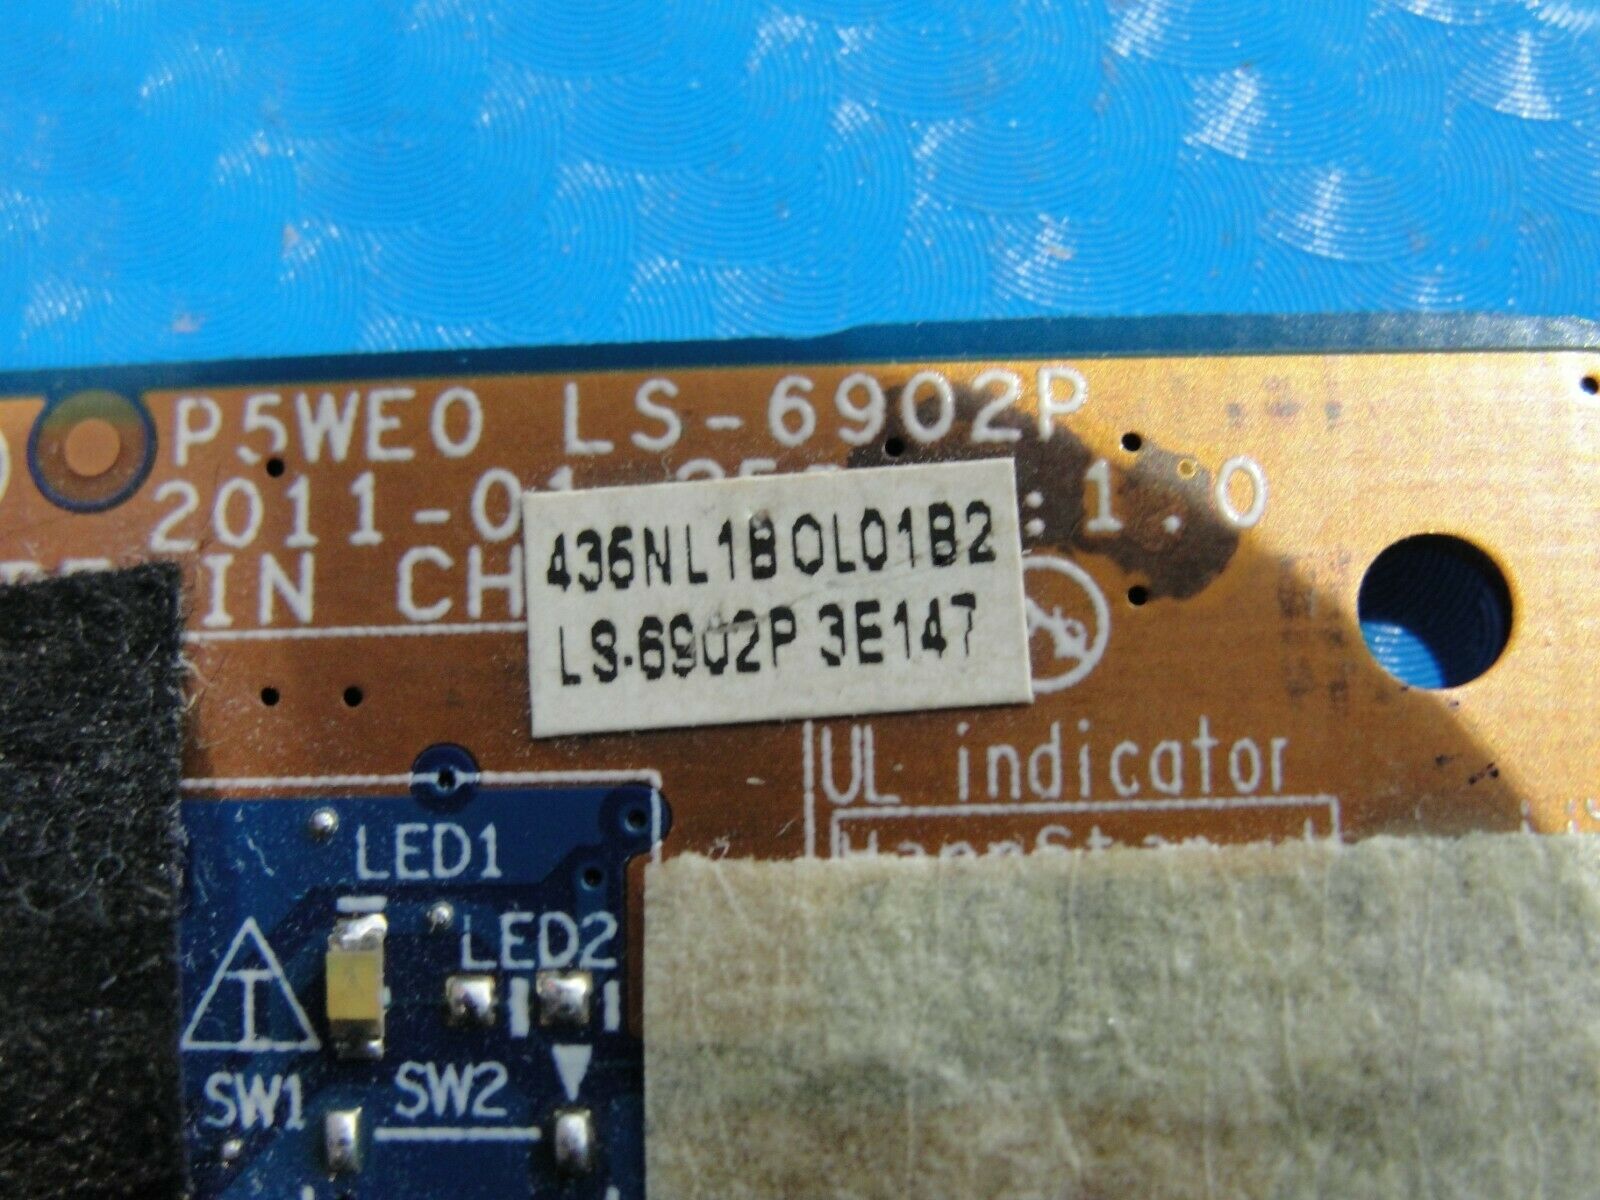 P5WE0 LS-6902P
2011-01 :1.0
IN CH
436NL1BOL01B2
LS-6902P 3E147
UL indicator
LED1
LED2
SW1
SW2